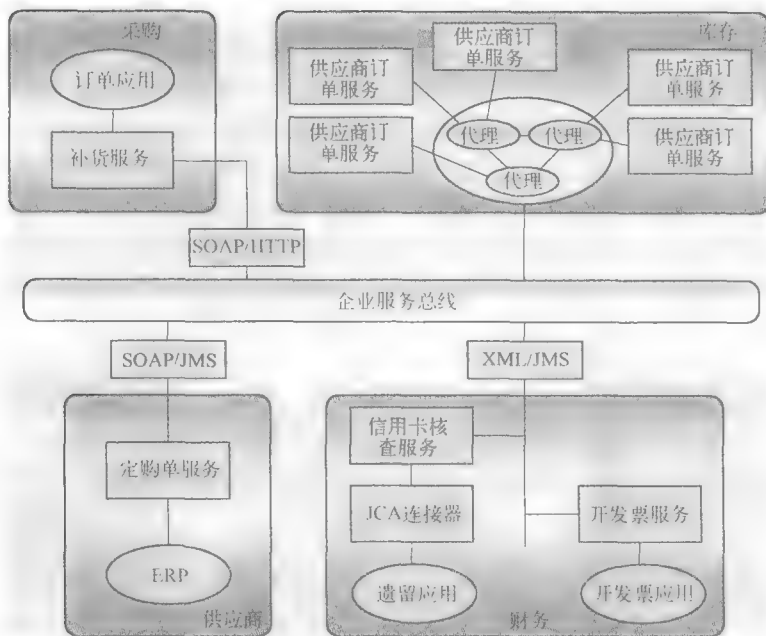 采购
订单应用
补货服务
SOAP/HTTP
库存
供应商订
单服务
供应商订
单服务
供应商订
单服务
供应商订
单服务
供应商订
单服务
代理
代理
代理
企业服务总线
SOAP/JMS
XML/JMS
定购单服务
ERP
供应商
信用卡核
查服务
JCA连接器
遗留应用
开发票服务
开发票应用
财务